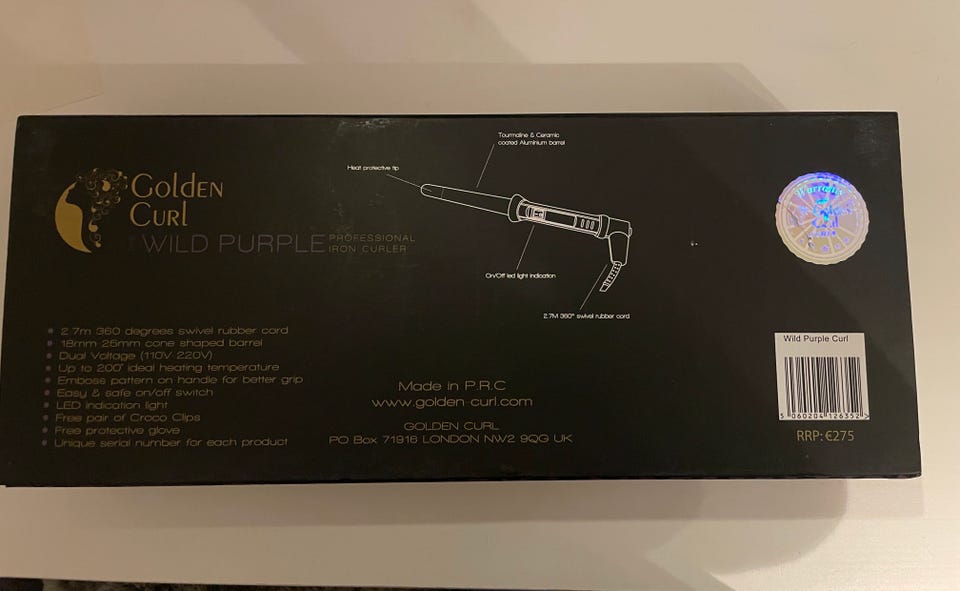 Golden
Curl
WILD PURPLE PROFESSIONAL
IRON CURLER
Tourmaline & Ceramic
coated Aluminium barrel
Heat protective tip
On/Off led light indication
2.7M 360° swivel rubber cord
2.7m 360 degrees swivel rubber cord
18mm 25mm cone shaped barrel
Dual Voltage (110V 220V)
Up to 200° ideal heating temperature
Emboss pattern on handle for better grip
Easy & safe on/off switch
LED indication light
Free pair of Croco Clips
Free protective glove
Unique serial number for each product
Made in P.R.C
www.golden-curl.com
GOLDEN CURL
PO Box 71916 LONDON NW2 9QG UK
Warranty
Curl
Wild Purple Curl
5 060204 126352 >
RRP: €275